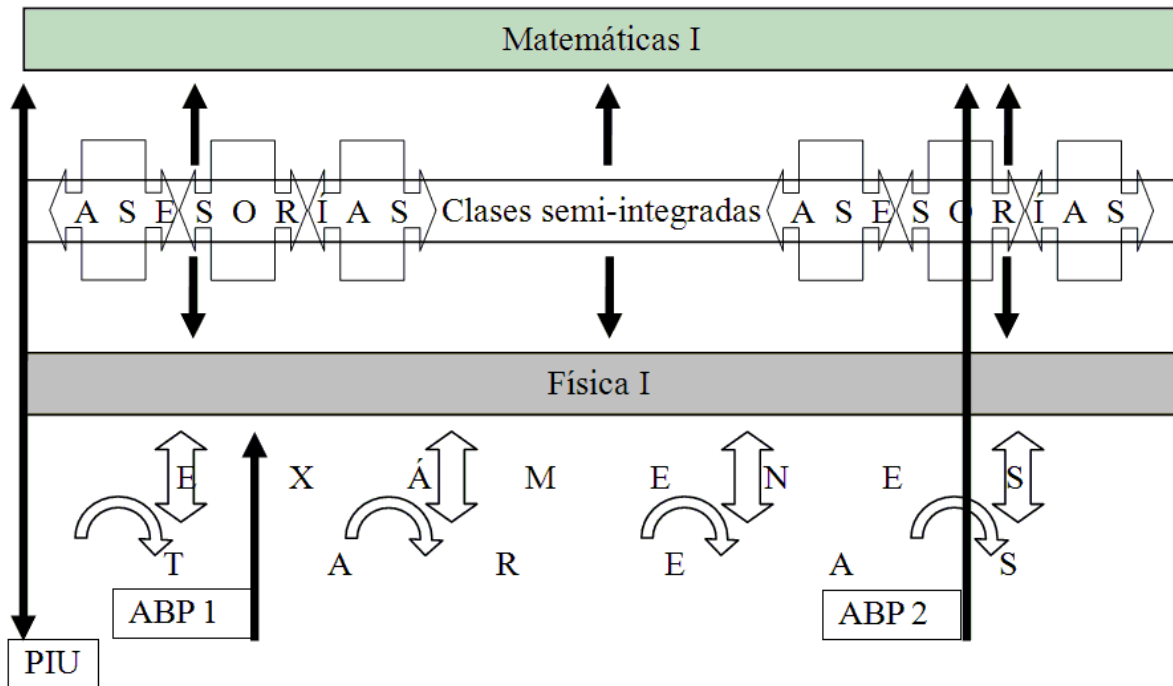 Matemáticas I
A S E S O R Í A S Clases semi-integradas A S E S O R Í A S
Física I
E X Á M E N E S
T A R E A S
ABP 1 ABP 2
PIU